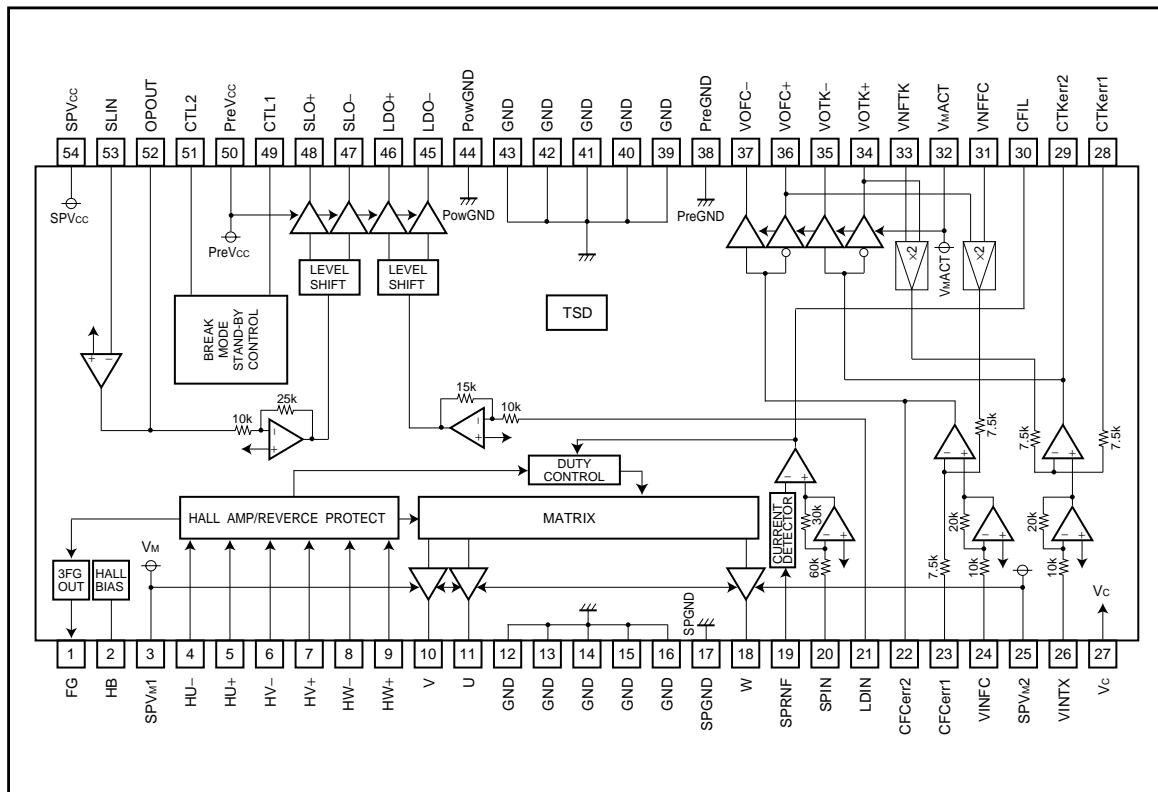 SPVCC
SLIN
OPOUT
CTL2
PreVCC
CTL1
SLO+
SLO−
LDO+
LDO−
PowGND
GND
GND
GND
GND
GND
PreGND
VOFC−
VOFC+
VOTK−
VOTK+
VNFTK
VMACT
VNFFC
CFIL
CTKerr2
CTKerr1
54 53 52 51 50 49 48 47 46 45 44 43 42 41 40 39 38 37 36 35 34 33 32 31 30 29 28
SPVCC
PreVCC
PowGND
PreGND
×2
×2
VMACT
LEVEL
SHIFT
LEVEL
SHIFT
BREAK
MODE
STAND-BY
CONTROL
TSD
+ −
10k
25k
−
+
15k
10k
−
+
7.5k
7.5k
7.5k
− +
− +
DUTY
CONTROL
− +
HALL AMP/REVERCE PROTECT
MATRIX
CURRENT
DETECTOR
30k
− +
60k
20k
− +
10k
7.5k
20k
− +
10k
3FG
OUT
HALL
BIAS
VM
SPGND
VC
1 2 3 4 5 6 7 8 9 10 11 12 13 14 15 16 17 18 19 20 21 22 23 24 25 26 27
FG
HB
SPVM1
HU−
HU+
HV−
HV+
HW−
HW+
V
U
GND
GND
GND
GND
GND
SPGND
W
SPRNF
SPIN
LDIN
CFCerr2
CFCerr1
VINFC
SPVM2
VINTX
VC